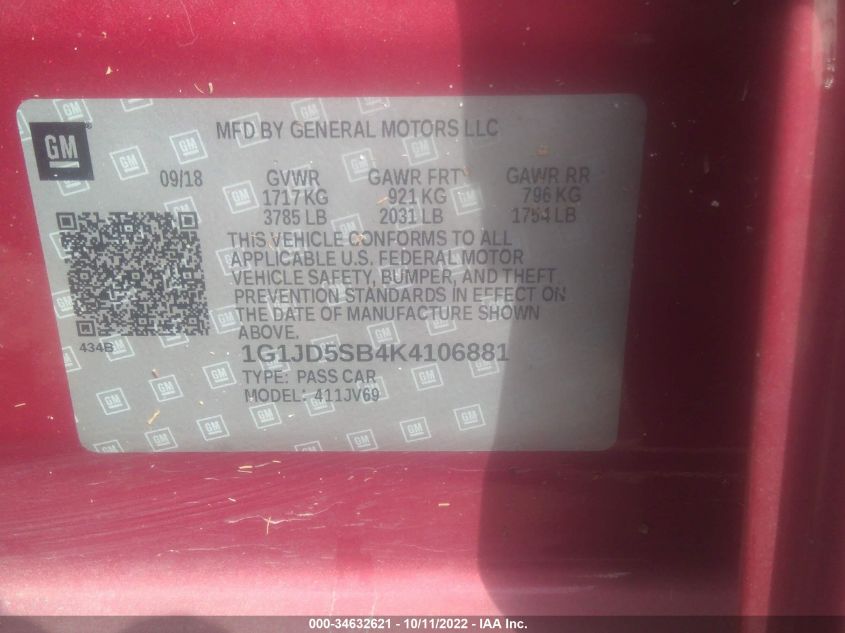 GM
MFD BY GENERAL MOTORS LLC
09/18 GVWR GAWR FRT GAWR RR
1717 KG 921 KG 796 KG
3785 LB 2031 LB 1754 LB
THIS VEHICLE CONFORMS TO ALL
APPLICABLE U.S. FEDERAL MOTOR
VEHICLE SAFETY, BUMPER, AND THEFT
PREVENTION STANDARDS IN EFFECT ON
THE DATE OF MANUFACTURE SHOWN
ABOVE.
434B
1G1JD5SB4K4106881
TYPE: PASS CAR
MODEL: 411JV69
000-34632621 - 10/11/2022 - IAA Inc.